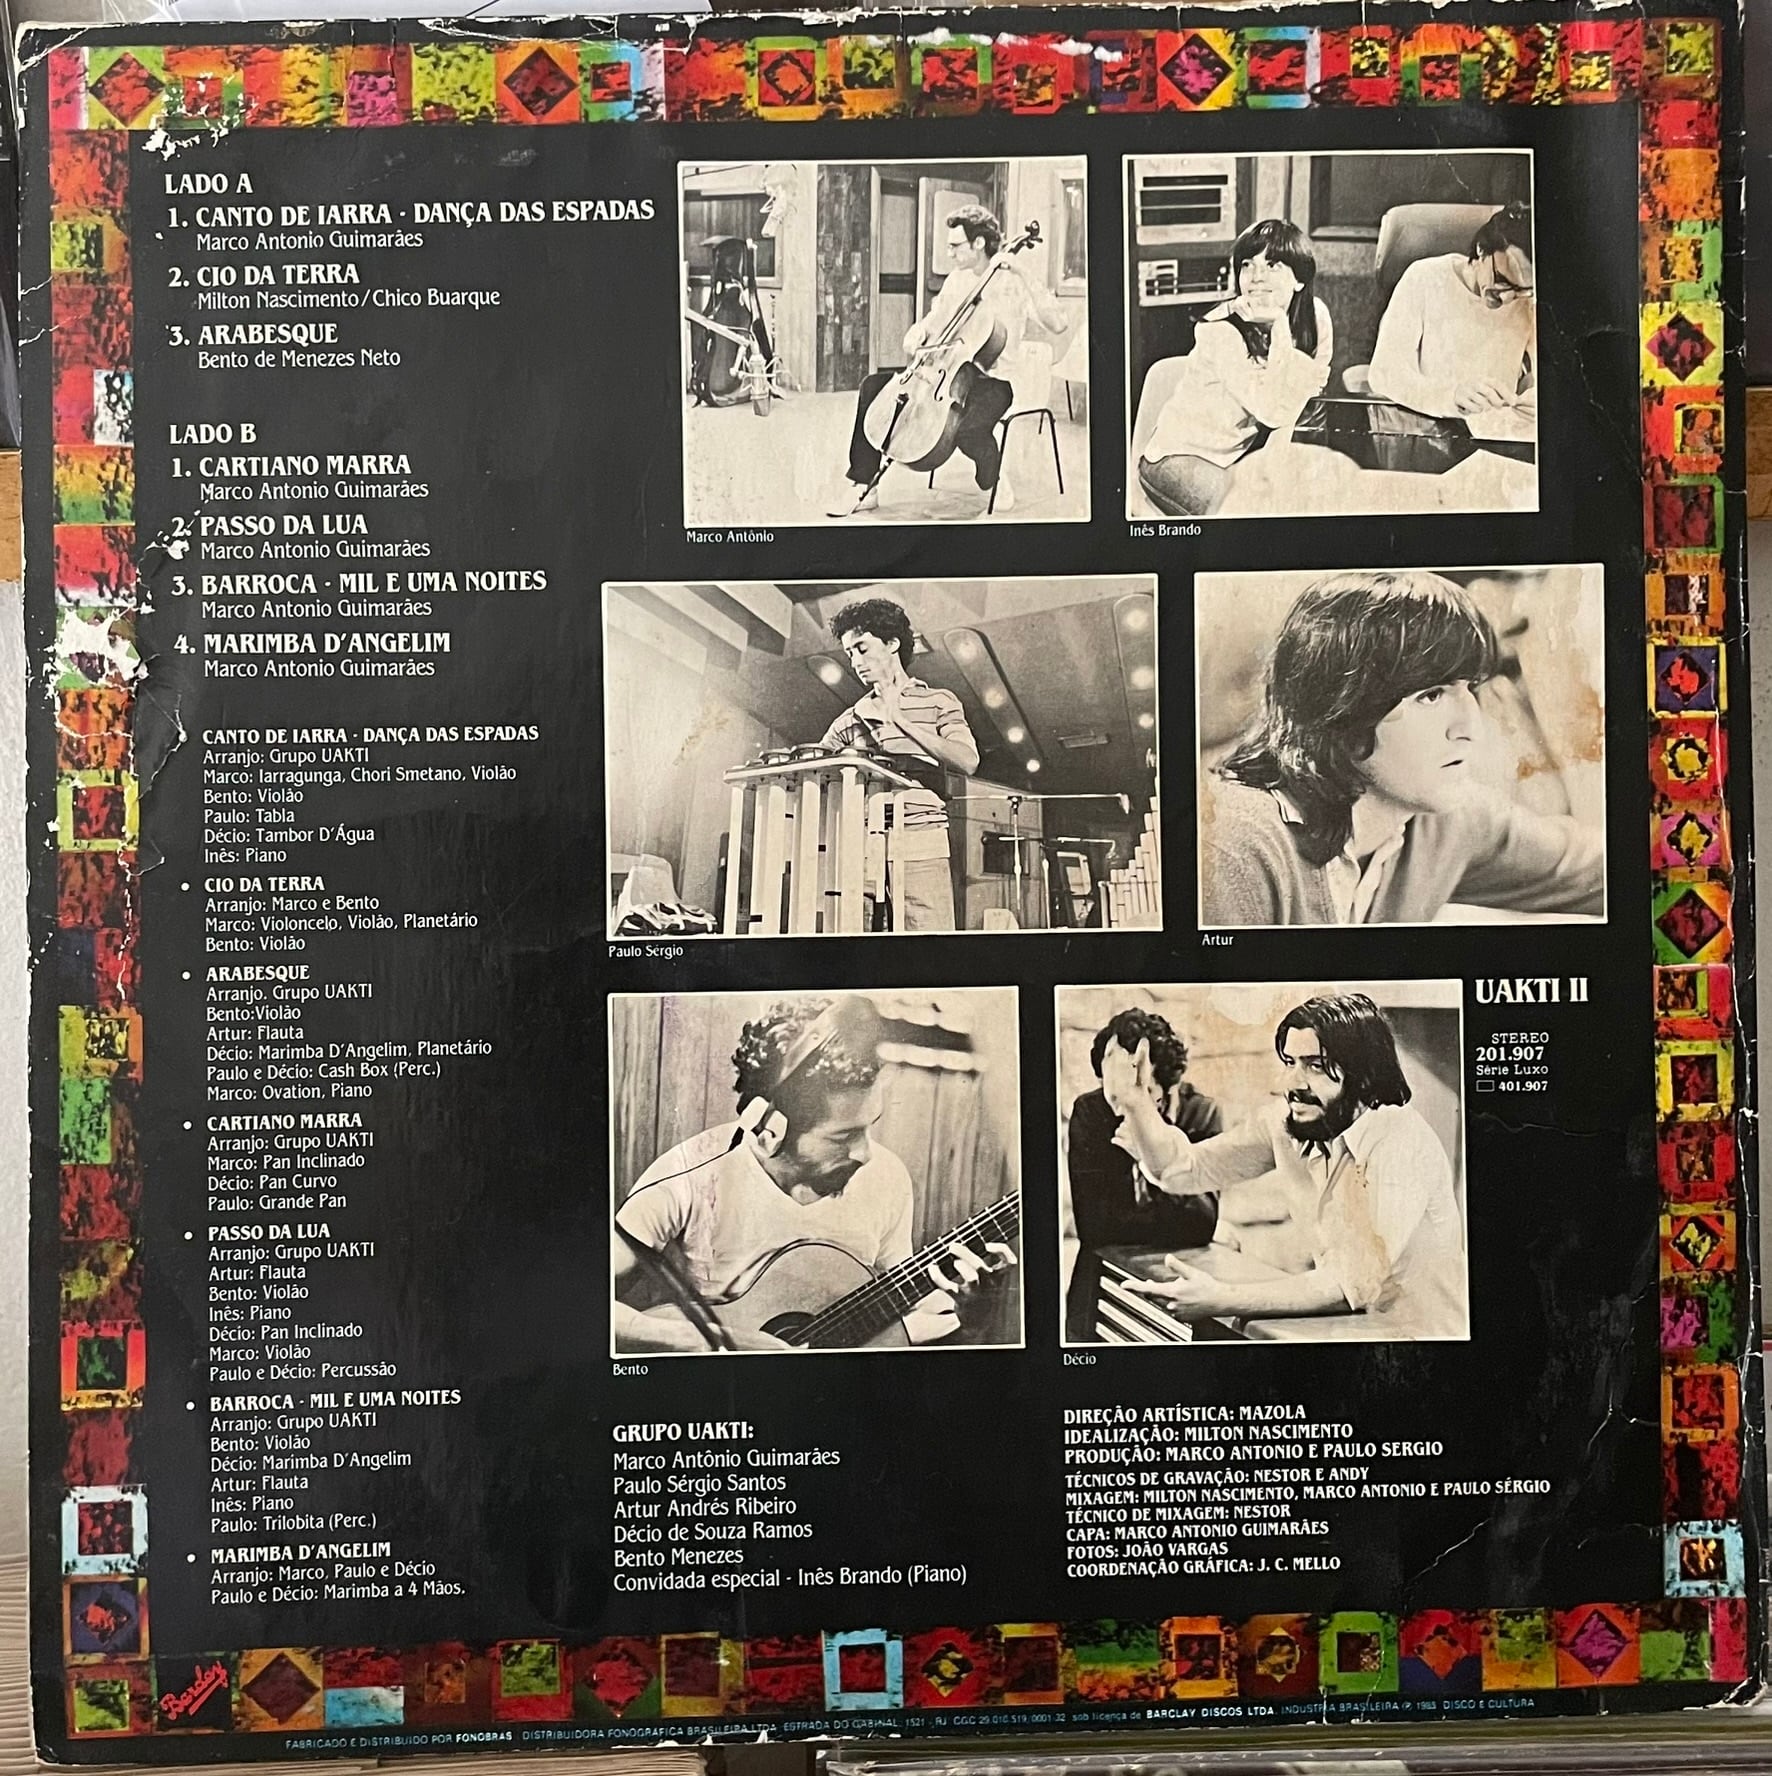 LADO A
1. CANTO DE IARRA - DANÇA DAS ESPADAS
Marco Antonio Guimarães
2. CIO DA TERRA
Milton Nascimento/Chico Buarque
3. ARABESQUE
Bento de Menezes Neto
LADO B
1. CARTIANO MARRA
Marco Antonio Guimarães
2. PASSO DA LUA
Marco Antonio Guimarães
3. BARROCA - MIL E UMA NOITES
Marco Antonio Guimarães
4. MARIMBA D'ANGELIM
Marco Antonio Guimarães
• CANTO DE IARRA - DANÇA DAS ESPADAS
Arranjo: Grupo UAKTI
Marco: Iarragunga, Chori Smetano, Violão
Bento: Violão
Paulo: Tabla
Décio: Tambor D'Água
Inês: Piano
• CIO DA TERRA
Arranjo: Marco e Bento
Marco: Violoncelo, Violão, Planetário
Bento: Violão
• ARABESQUE
Arranjo. Grupo UAKTI
Bento:Violão
Artur: Flauta
Décio: Marimba D'Angelim, Planetário
Paulo e Décio: Cash Box (Perc.)
Marco: Ovation, Piano
• CARTIANO MARRA
Arranjo: Grupo UAKTI
Marco: Pan Inclinado
Décio: Pan Curvo
Paulo: Grande Pan
• PASSO DA LUA
Arranjo: Grupo UAKTI
Artur: Flauta
Bento: Violão
Inês: Piano
Décio: Pan Inclinado
Marco: Violão
Paulo e Décio: Percussão
• BARROCA - MIL E UMA NOITES
Arranjo: Grupo UAKTI
Bento: Violão
Décio: Marimba D'Angelim
Artur: Flauta
Inês: Piano
Paulo: Trilobita (Perc.)
• MARIMBA D'ANGELIM
Arranjo: Marco, Paulo e Décio
Paulo e Décio: Marimba a 4 Mãos.
Marco Antônio
Inês Brando
Paulo Sérgio
Artur
Bento
Décio
UAKTI II
STEREO
201.907
Série Luxo
401.907
GRUPO UAKTI:
Marco Antônio Guimarães
Paulo Sérgio Santos
Artur Andrés Ribeiro
Décio de Souza Ramos
Bento Menezes
Convidada especial - Inês Brando (Piano)
DIREÇÃO ARTÍSTICA: MAZOLA
IDEALIZAÇÃO: MILTON NASCIMENTO
PRODUÇÃO: MARCO ANTONIO E PAULO SERGIO
TÉCNICOS DE GRAVAÇÃO: NESTOR E ANDY
MIXAGEM: MILTON NASCIMENTO, MARCO ANTONIO E PAULO SÉRGIO
TÉCNICO DE MIXAGEM: NESTOR
CAPA: MARCO ANTONIO GUIMARÃES
FOTOS: JOÃO VARGAS
COORDENAÇÃO GRÁFICA: J. C. MELLO
Barclay
FABRICADO E DISTRIBUIDO POR FONOBRAS DISTRIBUIDORA FONOGRAFICA BRASILEIRA LTDA. ESTRADA DO GABINAL, 1521 - RJ CGC 29.016.519/0001-32 sob licença de BARCLAY DISCOS LTDA. INDUSTRIA BRASILEIRA ℗ 1983 DISCO E CULTURA